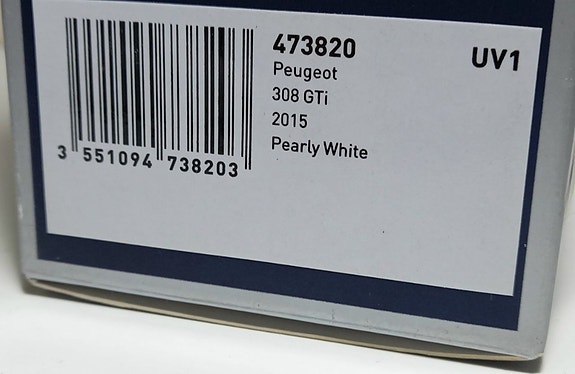 473820
UV1
Peugeot
308 GTi
2015
Pearly White
3 551094 738203